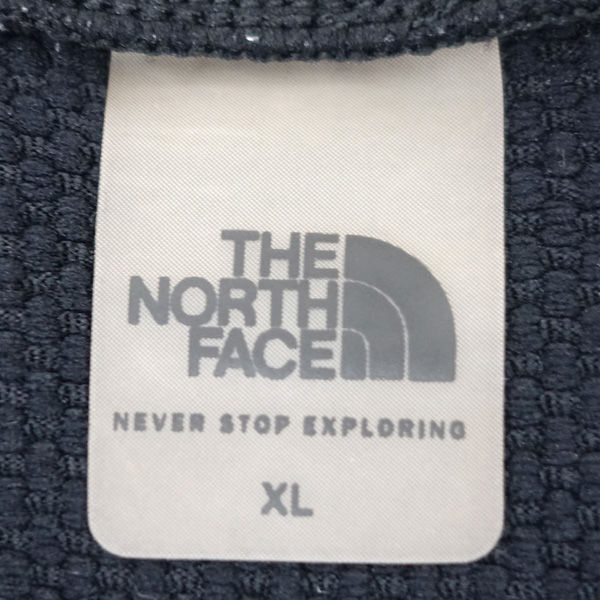 THE
NORTH
FACE
NEVER STOP EXPLORING
XL